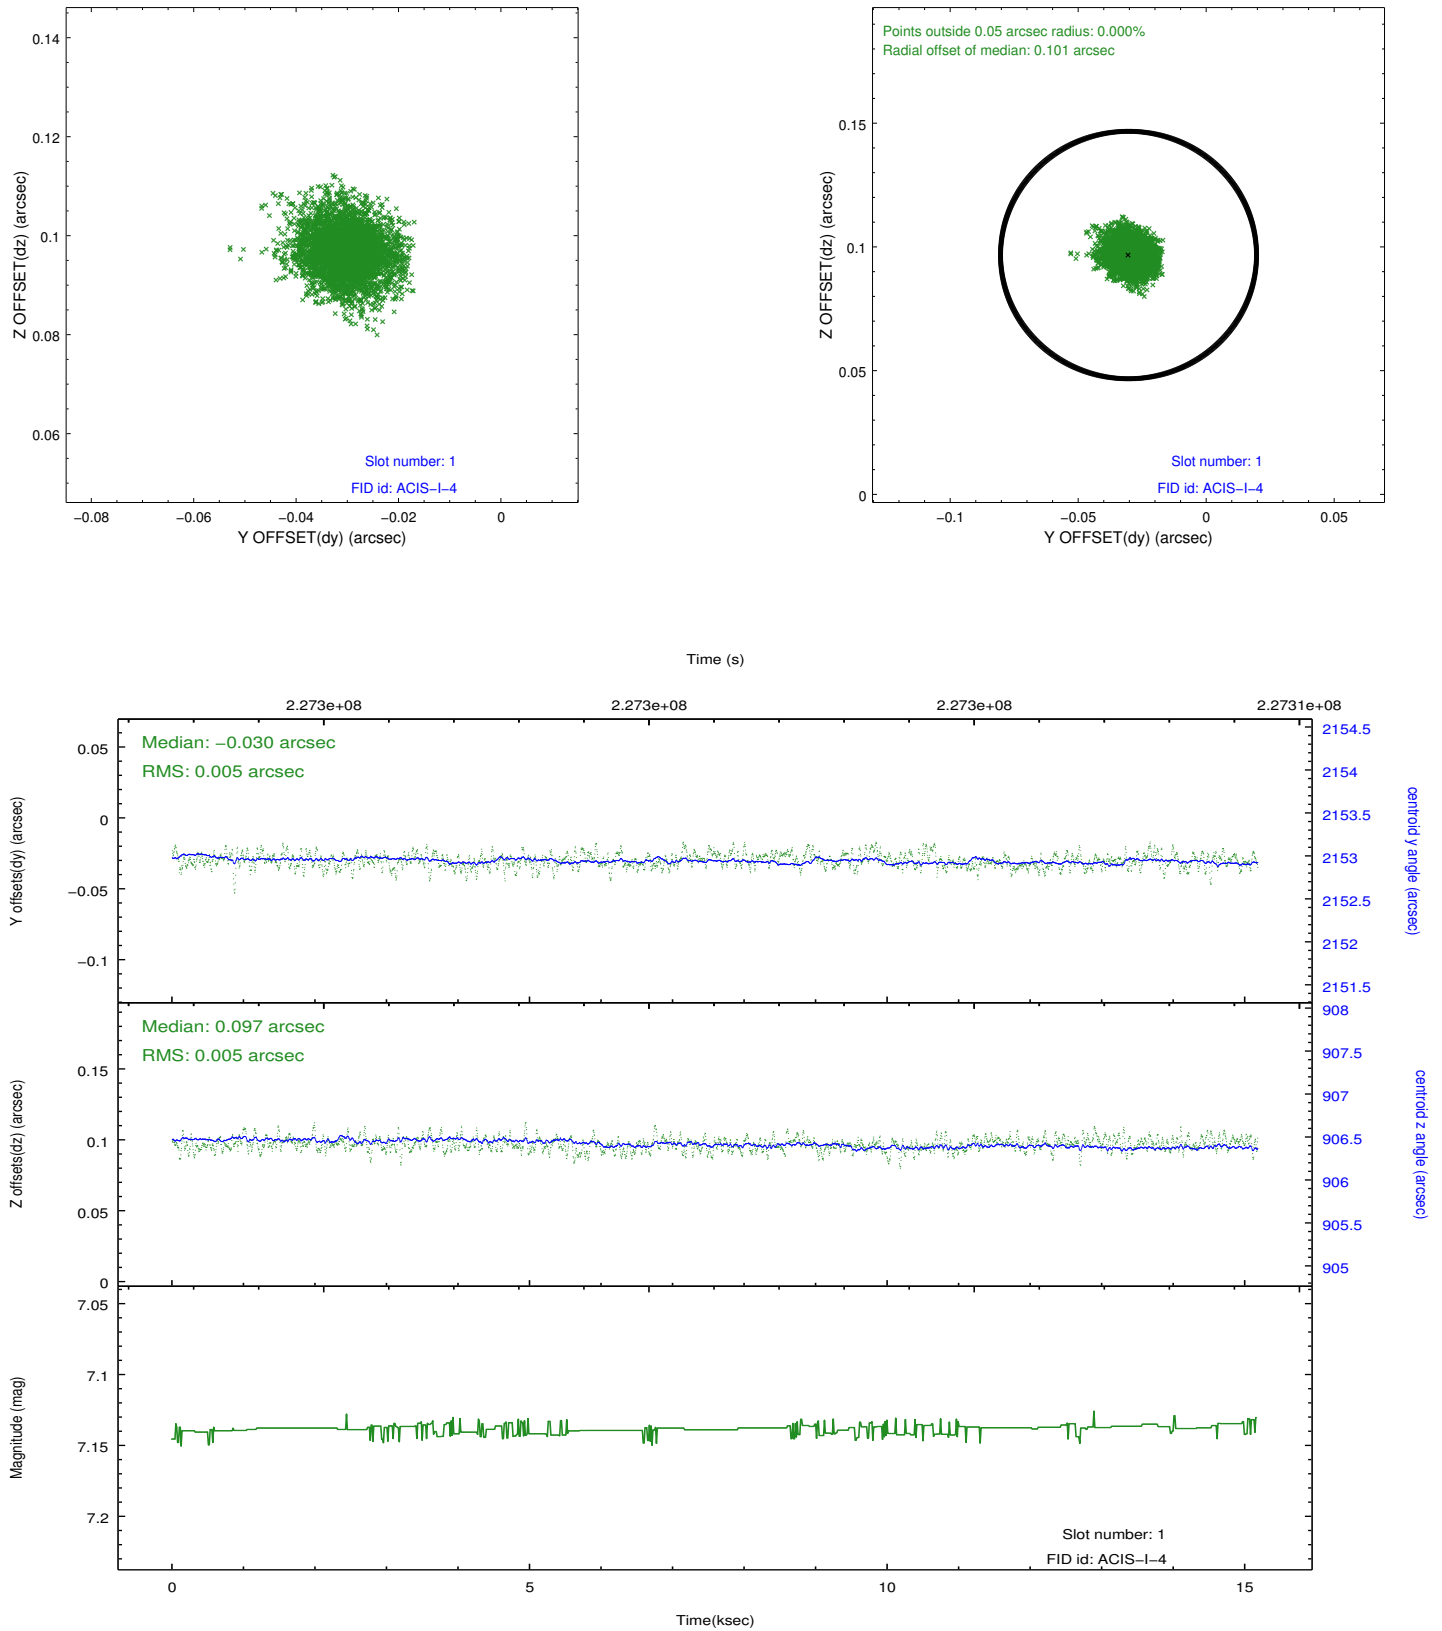 0.14
0.12
0.1
0.08
0.06
Z OFFSET(dz) (arcsec)
Slot number: 1
FID id: ACIS−I−4
−0.08 −0.06 −0.04 −0.02 0
Y OFFSET(dy) (arcsec)
Points outside 0.05 arcsec radius: 0.000%
Radial offset of median: 0.101 arcsec
0.15
0.1
0.05
0
Z OFFSET(dz) (arcsec)
Slot number: 1
FID id: ACIS−I−4
−0.1 −0.05 0 0.05
Y OFFSET(dy) (arcsec)
Time (s)
2.273e+08 2.273e+08 2.273e+08 2.2731e+08
Median: −0.030 arcsec
RMS: 0.005 arcsec
0.05
0
−0.05
−0.1
Y offsets(dy) (arcsec)
2154.5
2154
2153.5
2153
2152.5
2152
2151.5
centroid y angle (arcsec)
Median: 0.097 arcsec
RMS: 0.005 arcsec
0.15
0.1
0.05
0
Z offsets(dz) (arcsec)
908
907.5
907
906.5
906
905.5
905
centroid z angle (arcsec)
7.05
7.1
7.15
7.2
Magnitude (mag)
Slot number: 1
FID id: ACIS−I−4
0 5 10 15
Time(ksec)